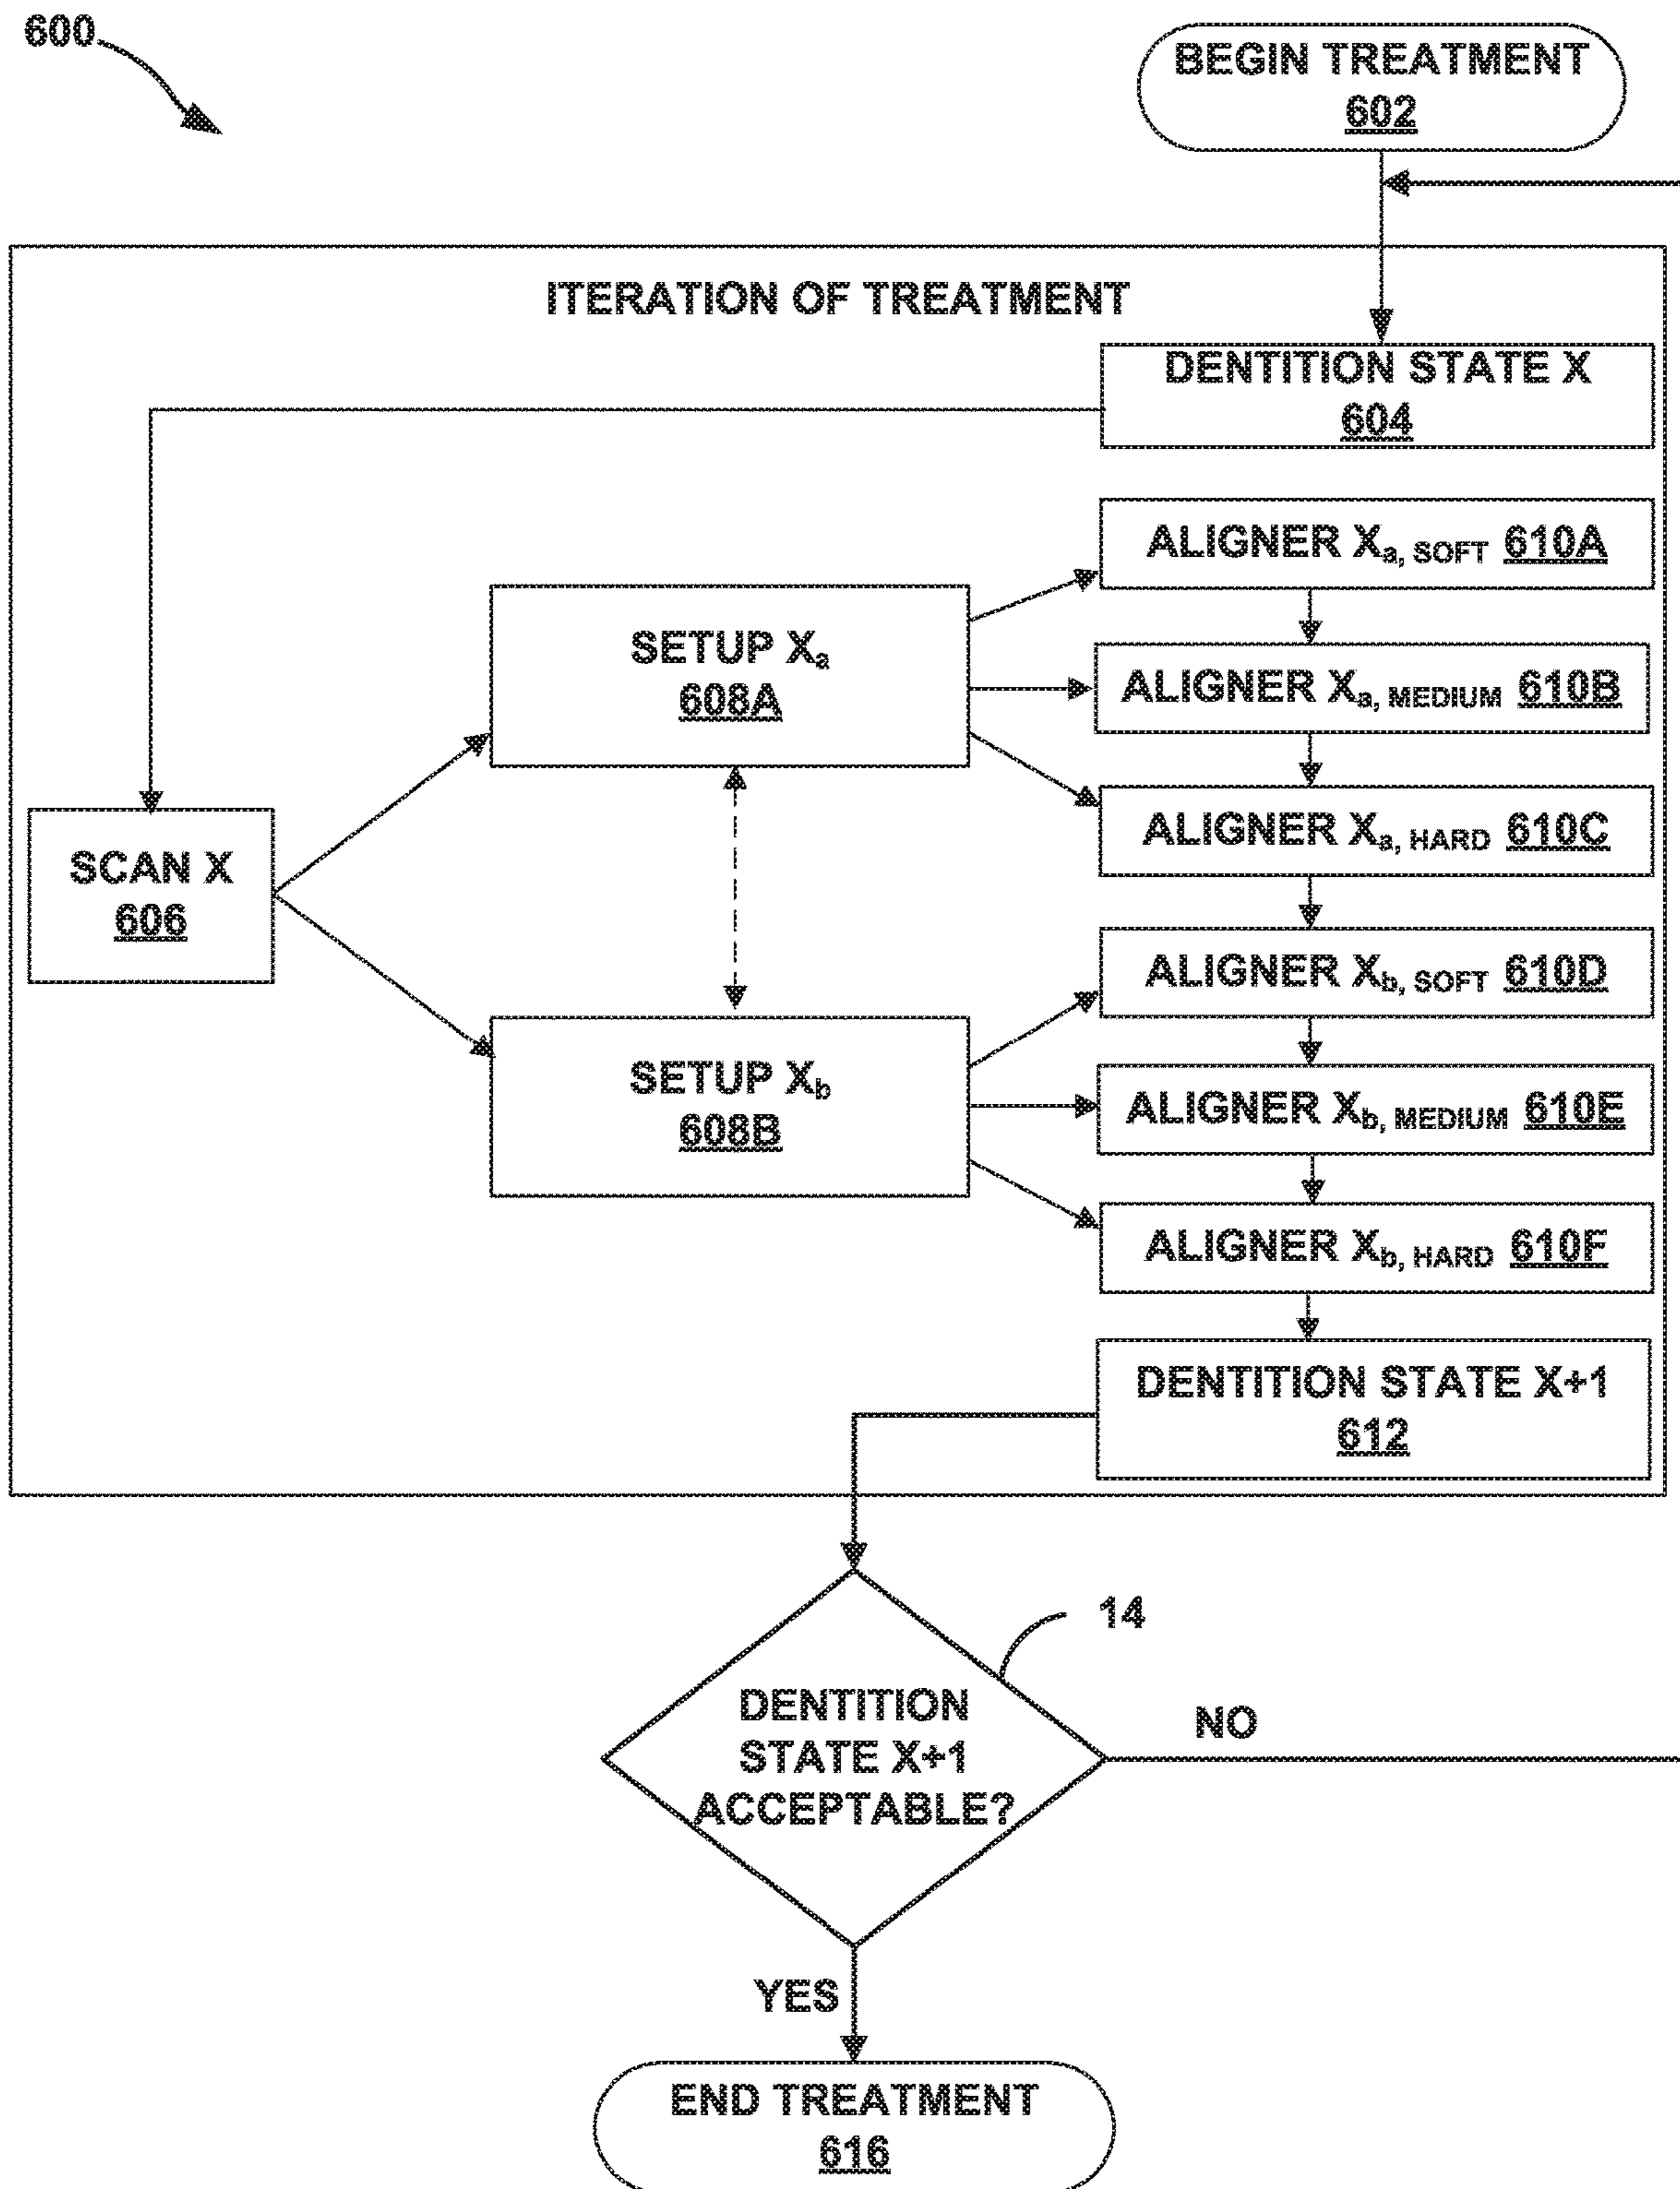 600
BEGIN TREATMENT
602
ITERATION OF TREATMENT
DENTITION STATE X
604
ALIGNER Xa, SOFT 610A
SETUP Xa
608A
ALIGNER Xa, MEDIUM 610B
ALIGNER Xa, HARD 610C
SCAN X
606
ALIGNER Xb, SOFT 610D
SETUP Xb
608B
ALIGNER Xb, MEDIUM 610E
ALIGNER Xb, HARD 610F
DENTITION STATE X+1
612
14
DENTITION
STATE X+1
ACCEPTABLE?
NO
YES
END TREATMENT
616